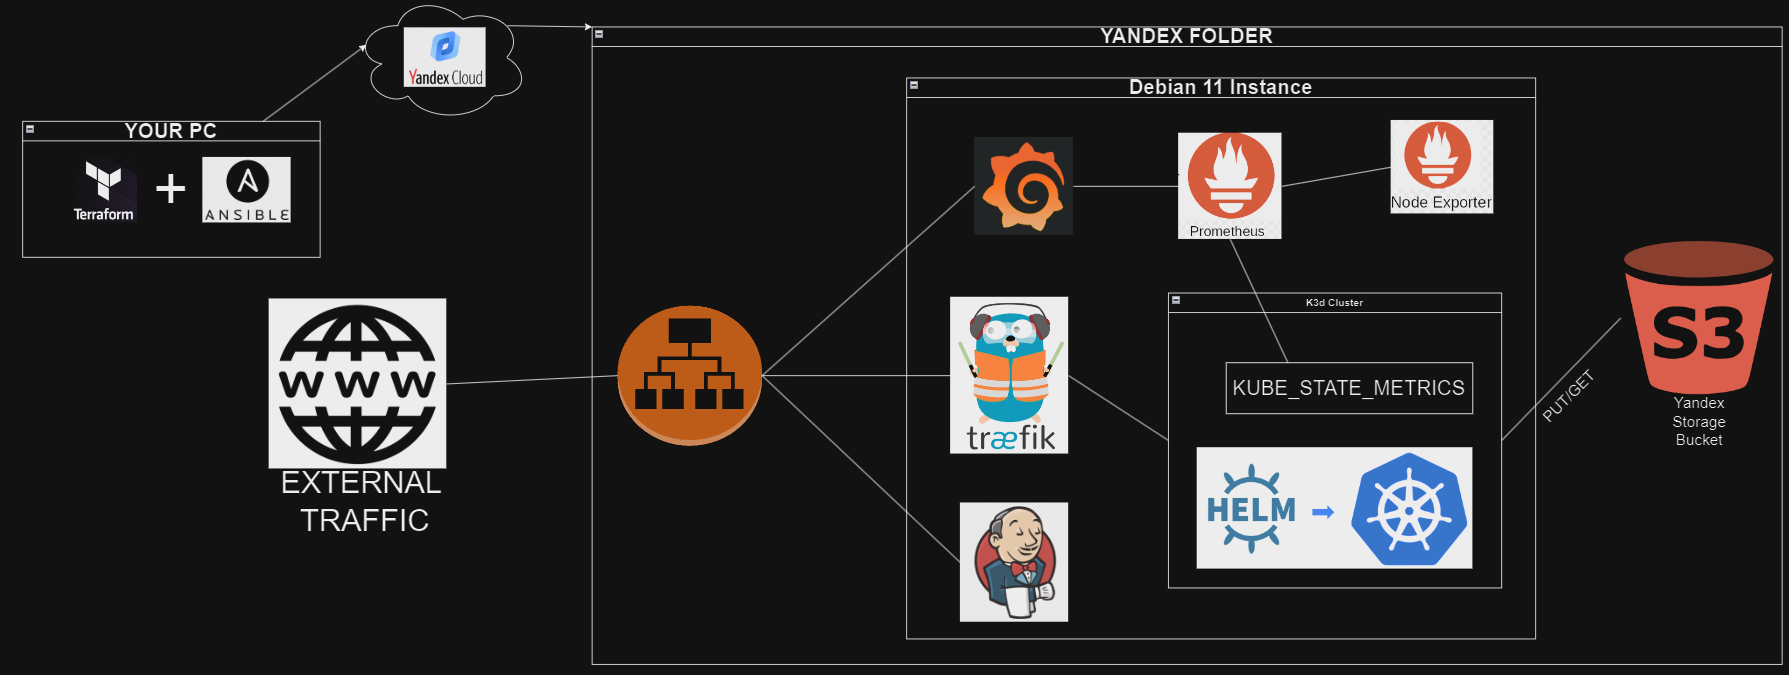 YANDEX FOLDER
Yandex Cloud
Debian 11 Instance
YOUR PC
Terraform
+
ANSIBLE
Prometheus
Node Exporter
K3d Cluster
W W W
EXTERNAL
TRAFFIC
træfik
KUBE_STATE_METRICS
HELM
PUT/GET
S3
Yandex
Storage
Bucket